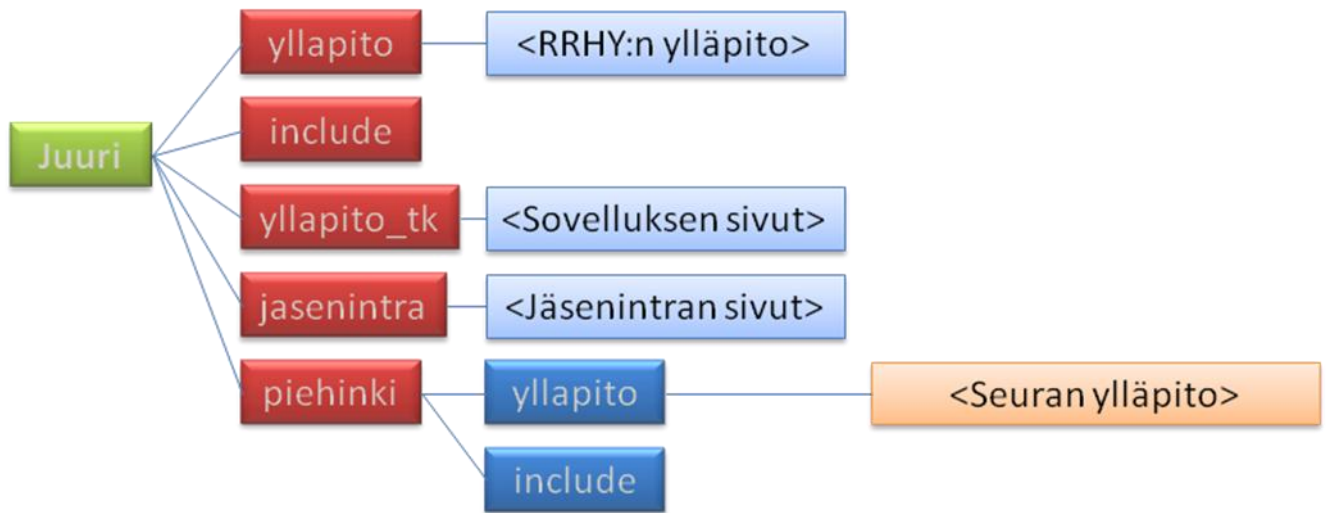 yllapito
<RRHY:n ylläpito>
include
Juuri
yllapito_tk
<Sovelluksen sivut>
jasenintra
<Jäsenintran sivut>
piehinki
yllapito
<Seuran ylläpito>
include